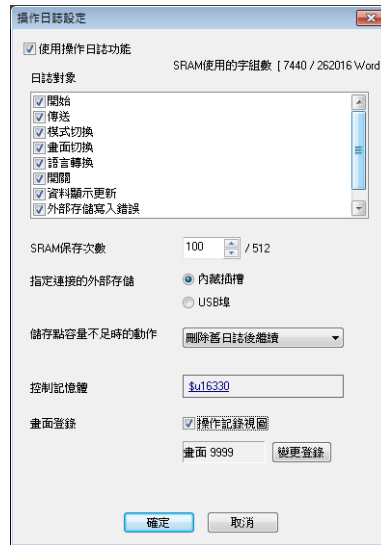 操作日誌設定
使用操作日誌功能
SRAM使用的字組數 [ 7440 / 262016 Word
日誌對象
開始
傳送
模式切換
畫面切換
語言轉換
開關
資料顯示更新
外部存儲寫入錯誤
SRAM保存次數 100 / 512
指定連接的外部存儲 內藏插槽
USB埠
儲存點容量不足時的動作 刪除舊日誌後繼續
控制記憶體 $u16330
畫面登錄 操作記錄視圖
畫面 9999 變更登錄
確定 取消